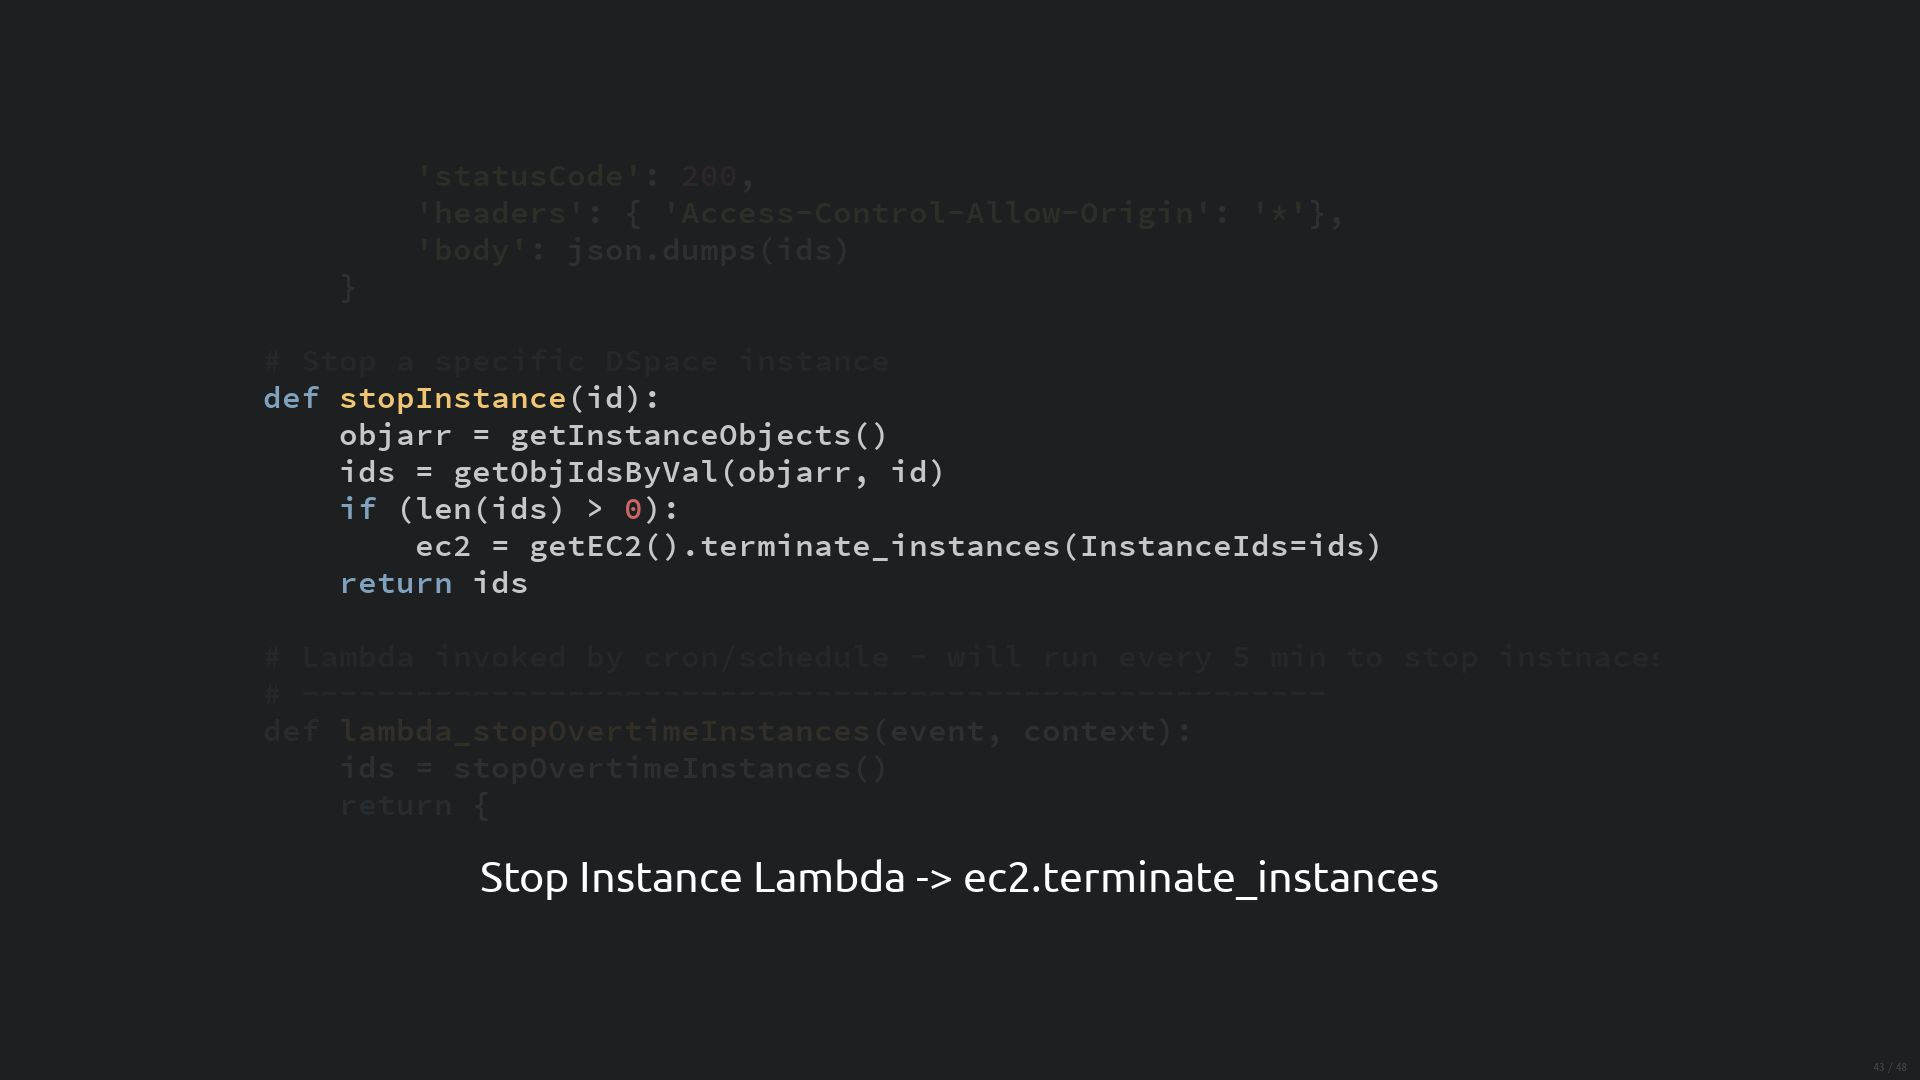 'statusCode': 200,
'headers': { 'Access-Control-Allow-Origin': '*'},
'body': json.dumps(ids)
}
# Stop a specific DSpace instance
def stopInstance(id):
objarr = getInstanceObjects()
ids = getObjIdsByVal(objarr, id)
if (len(ids) > 0):
ec2 = getEC2().terminate_instances(InstanceIds=ids)
return ids
# Lambda invoked by cron/schedule - will run every 5 min to stop instnaces
# ------------------------------------------------------
def lambda_stopOvertimeInstances(event, context):
ids = stopOvertimeInstances()
return {
Stop Instance Lambda -> ec2.terminate_instances
43 / 48